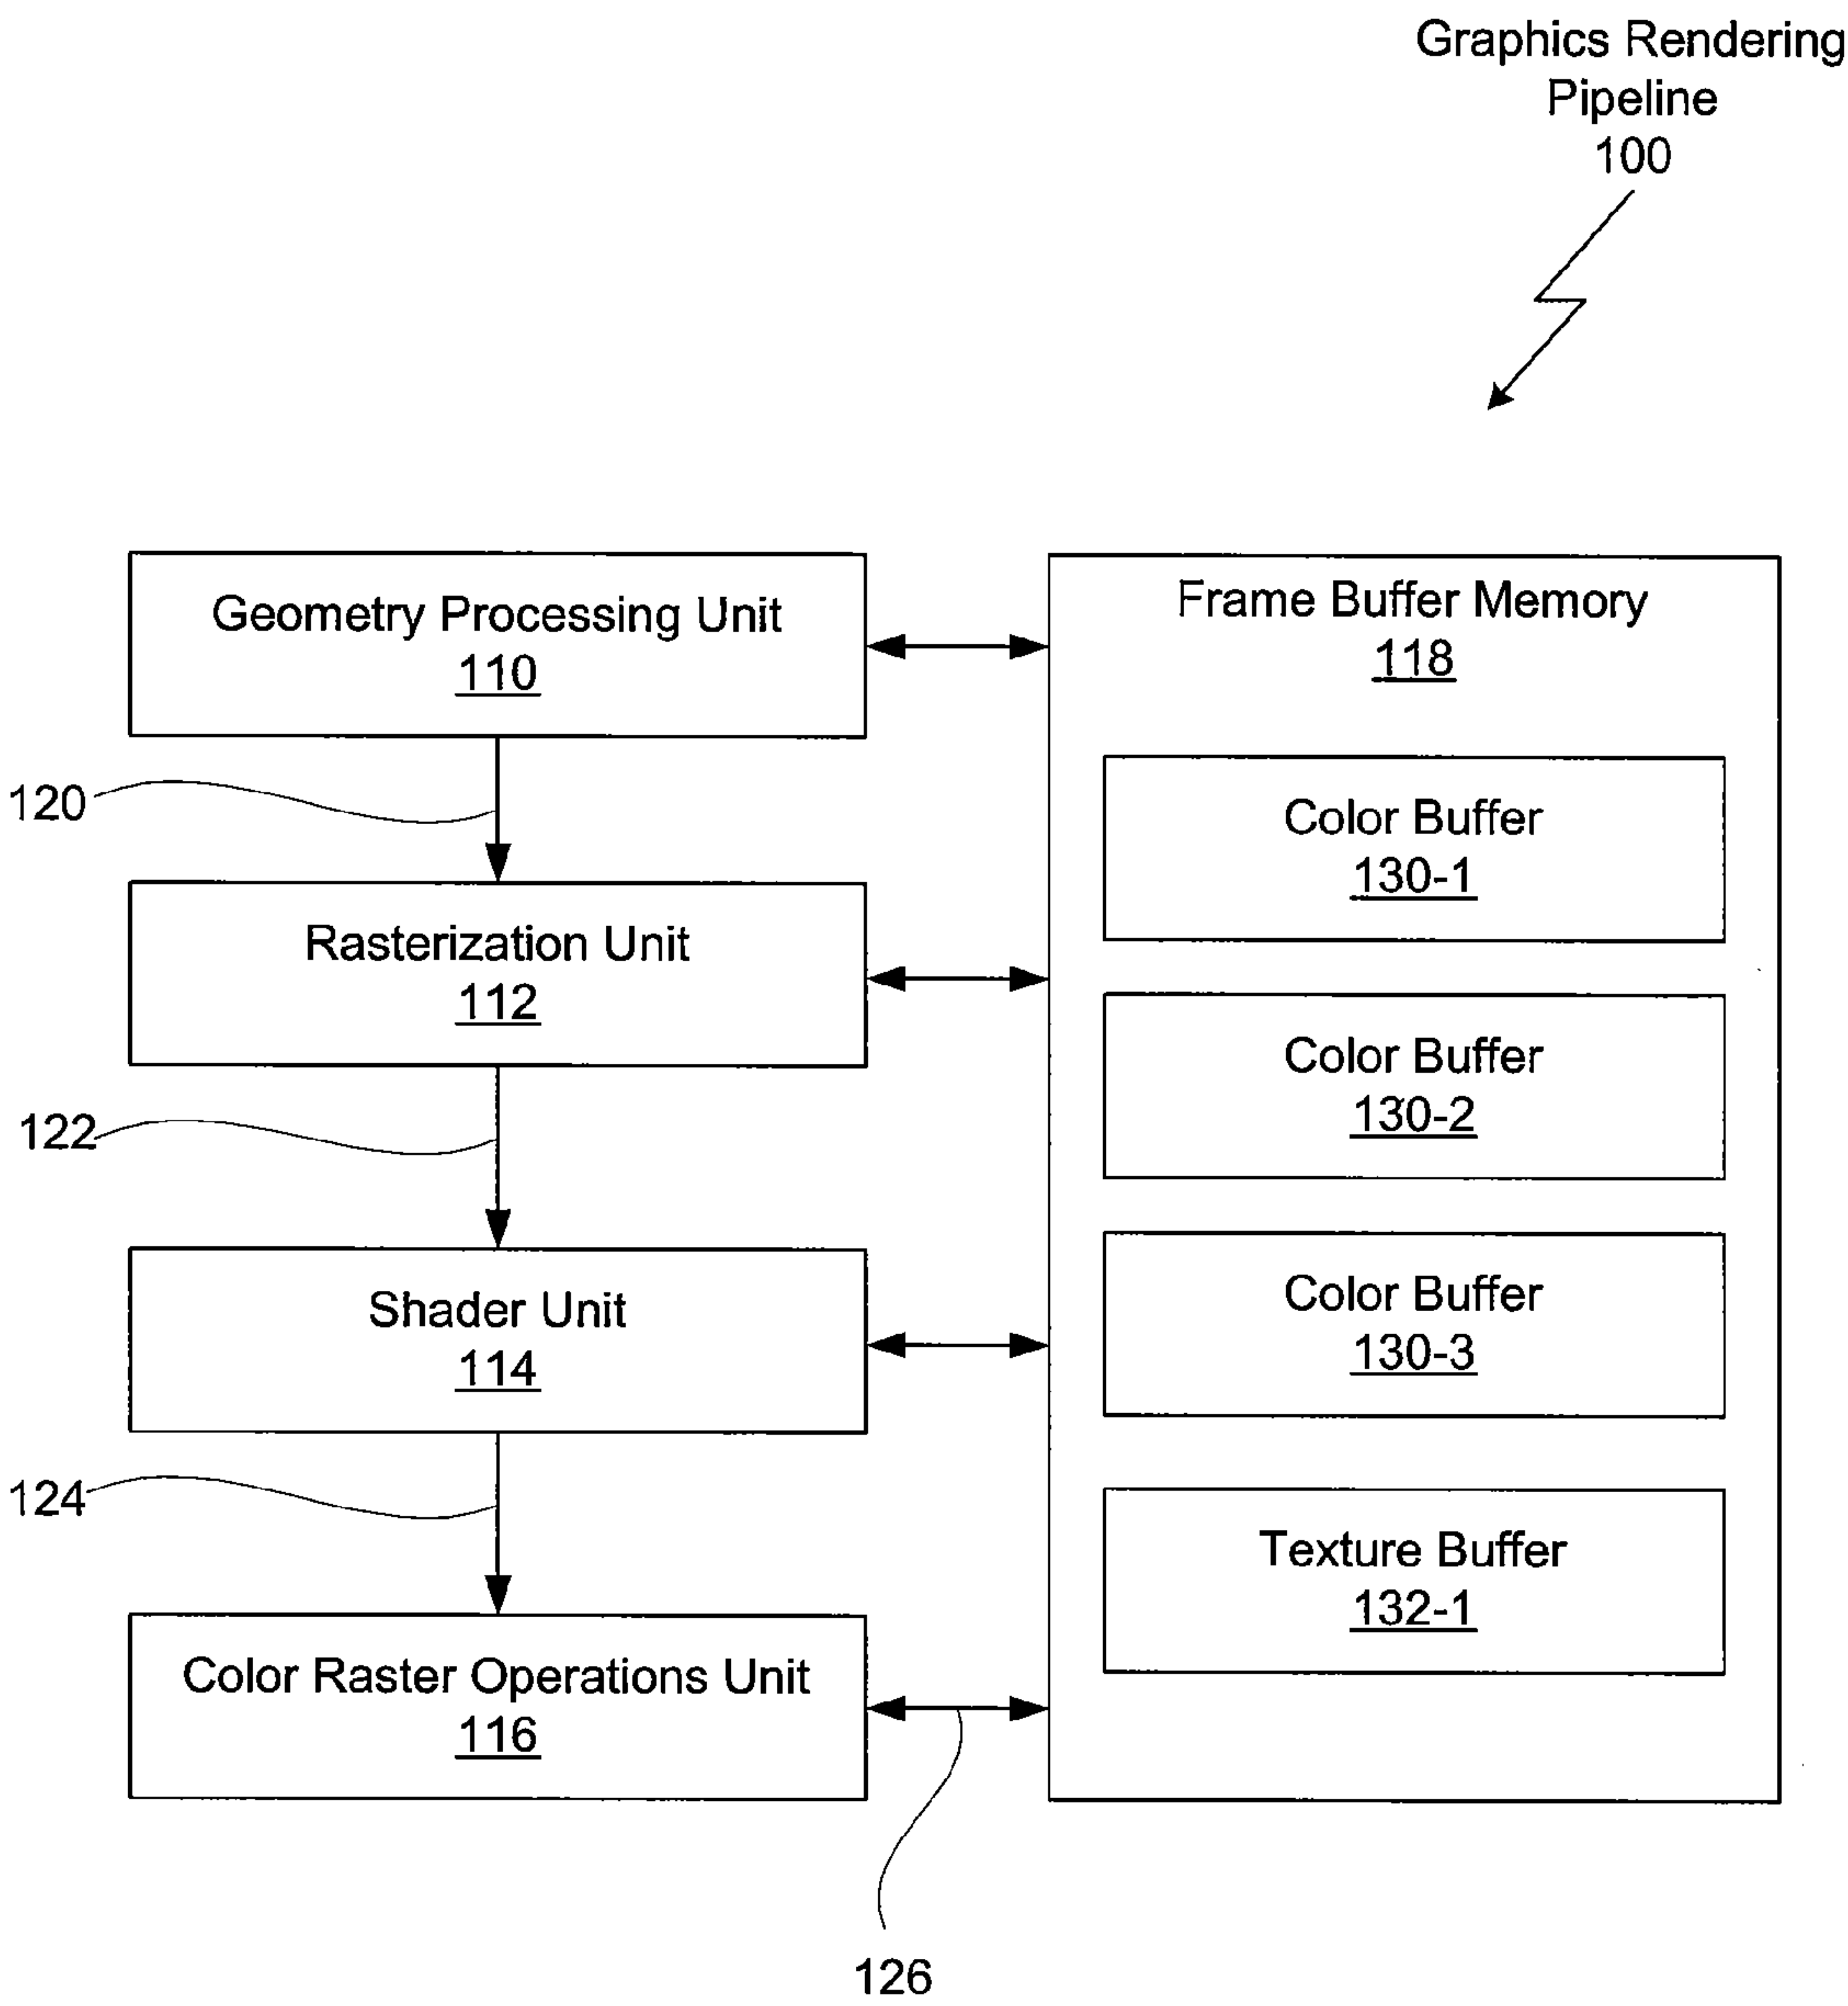 Graphics Rendering
Pipeline
100
Geometry Processing Unit
110
Frame Buffer Memory
118
120
Color Buffer
130-1
Rasterization Unit
112
Color Buffer
130-2
122
Shader Unit
114
Color Buffer
130-3
124
Texture Buffer
132-1
Color Raster Operations Unit
116
126